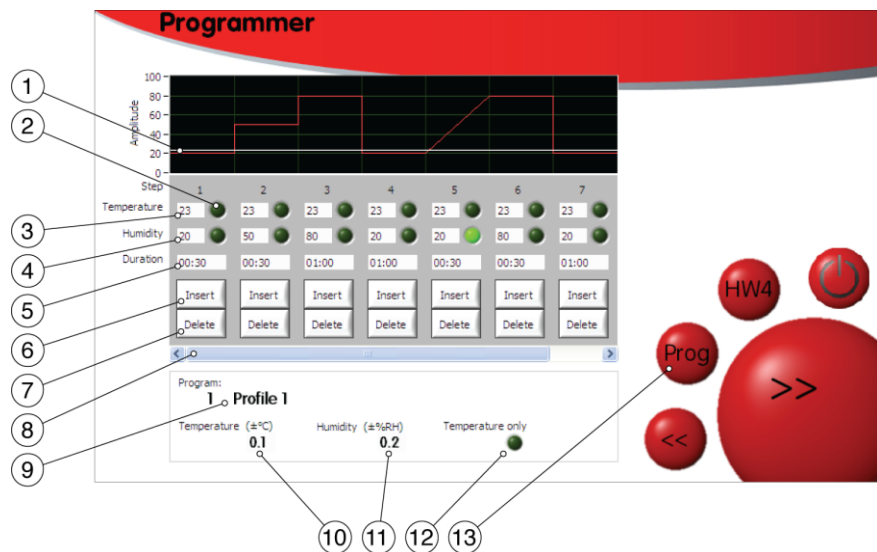 Programmer
100
80
60
40
20
0
Amplitude
Step 1 2 3 4 5 6 7
Temperature 23 23 23 23 23 23 23
Humidity 20 50 80 20 20 80 20
Duration 00:30 00:30 01:00 01:00 00:30 00:30 01:00
Insert Insert Insert Insert Insert Insert Insert
Delete Delete Delete Delete Delete Delete Delete
Program:
1 Profile 1
Temperature (±°C) Humidity (±%RH) Temperature only
0.1 0.2
HW4
Prog
>>
<<
1
2
3
4
5
6
7
8
9
10 11 12 13